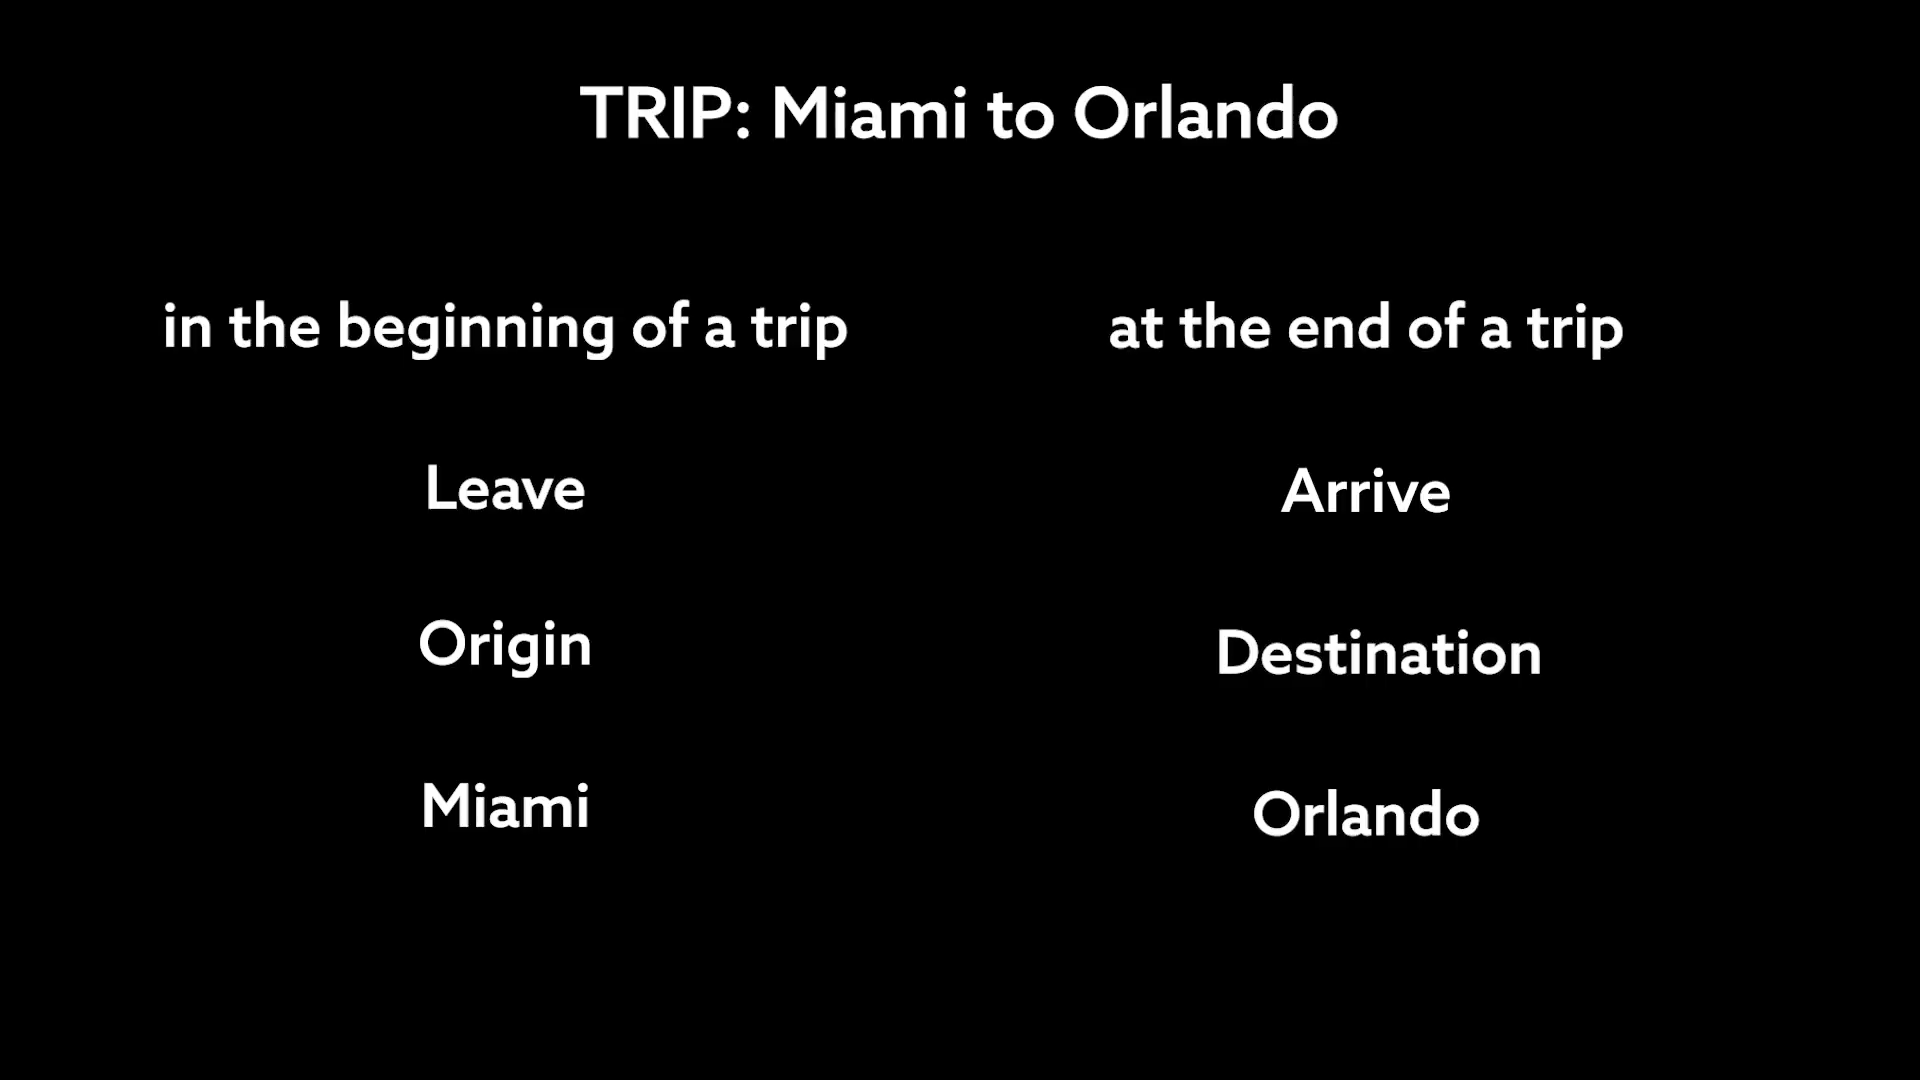 TRIP: Miami to Orlando
in the beginning of a trip
at the end of a trip
Leave
Arrive
Origin
Destination
Miami
Orlando